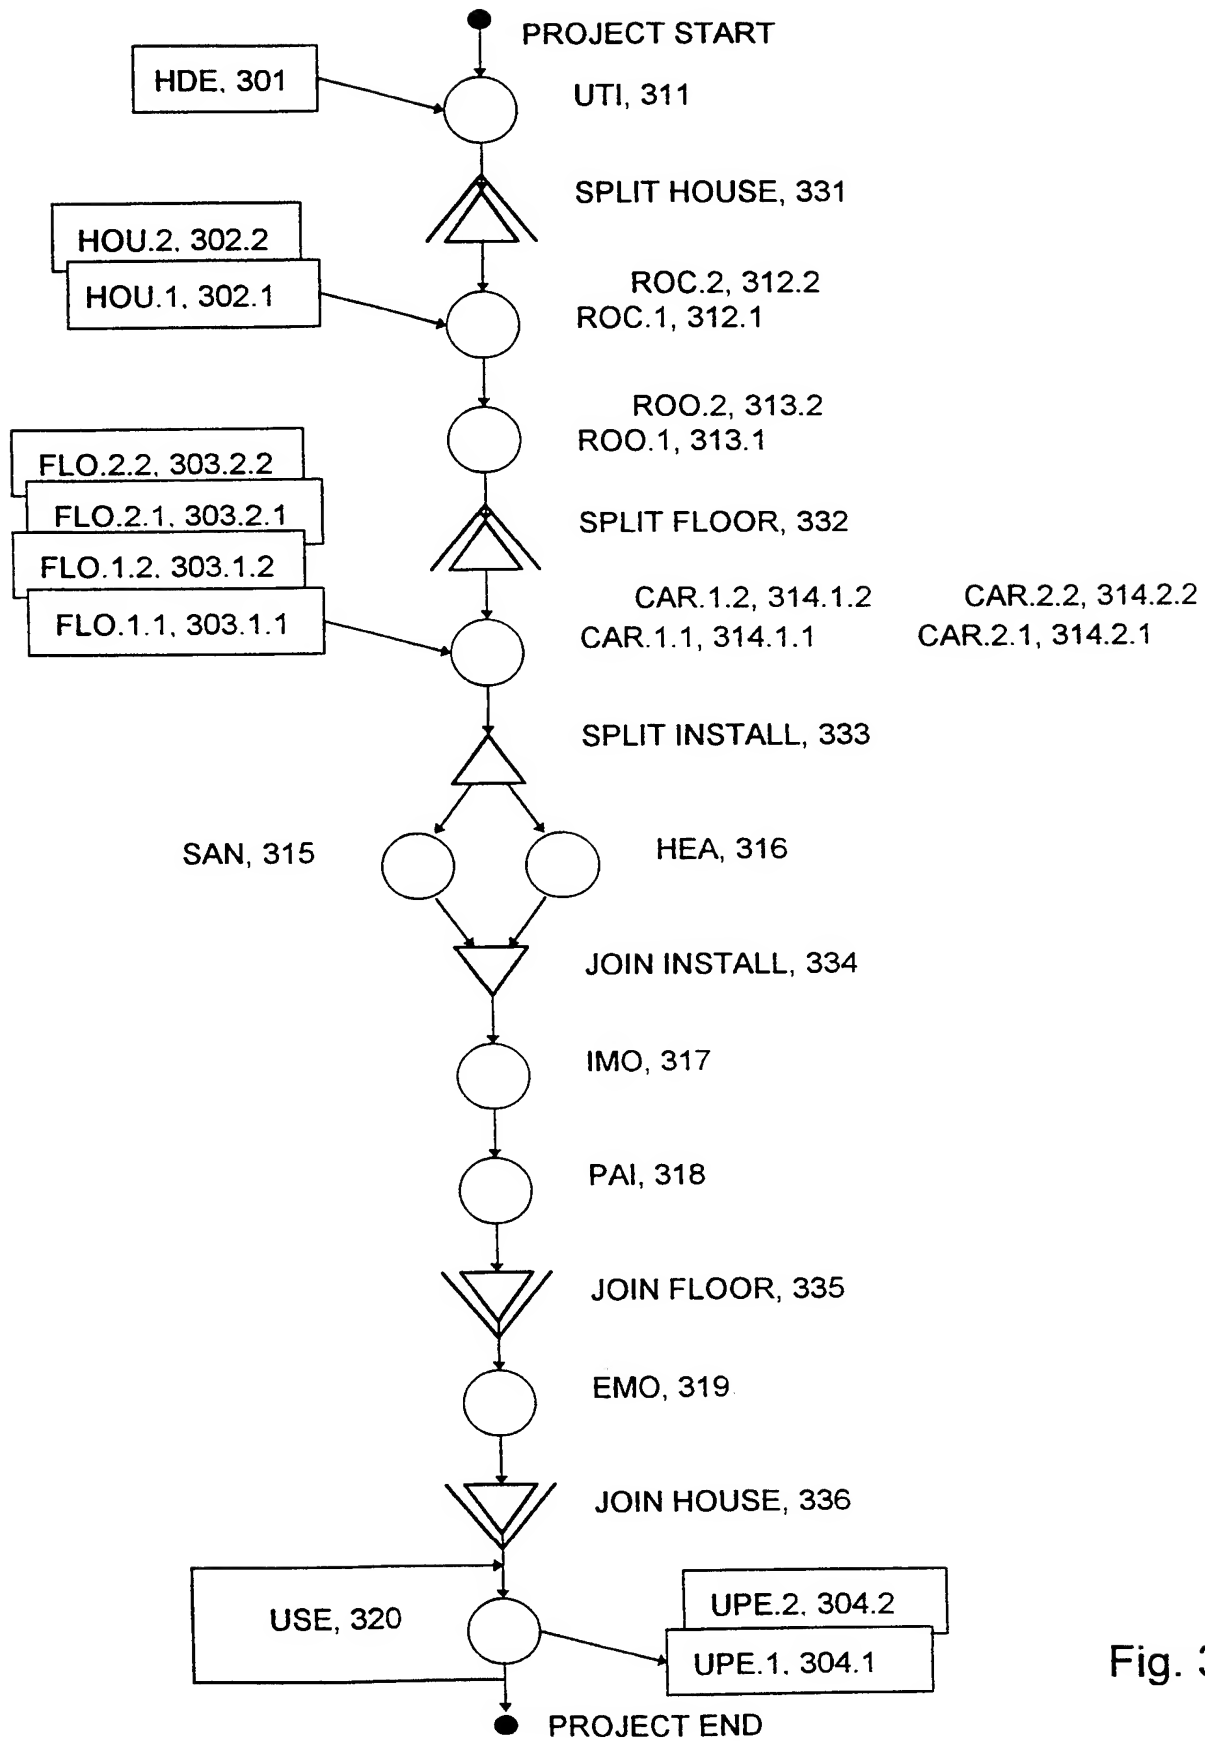 PROJECT START
HDE, 301
UTI, 311
SPLIT HOUSE, 331
HOU.2, 302.2
HOU.1, 302.1
ROC.2, 312.2
ROC.1, 312.1
ROO.2, 313.2
ROO.1, 313.1
FLO.2.2, 303.2.2
FLO.2.1, 303.2.1
SPLIT FLOOR, 332
FLO.1.2, 303.1.2
FLO.1.1, 303.1.1
CAR.1.2, 314.1.2 CAR.2.2, 314.2.2
CAR.1.1, 314.1.1 CAR.2.1, 314.2.1
SPLIT INSTALL, 333
SAN, 315
HEA, 316
JOIN INSTALL, 334
IMO, 317
PAI, 318
JOIN FLOOR, 335
EMO, 319
JOIN HOUSE, 336
USE, 320
UPE.2, 304.2
UPE.1, 304.1
Fig.
PROJECT END